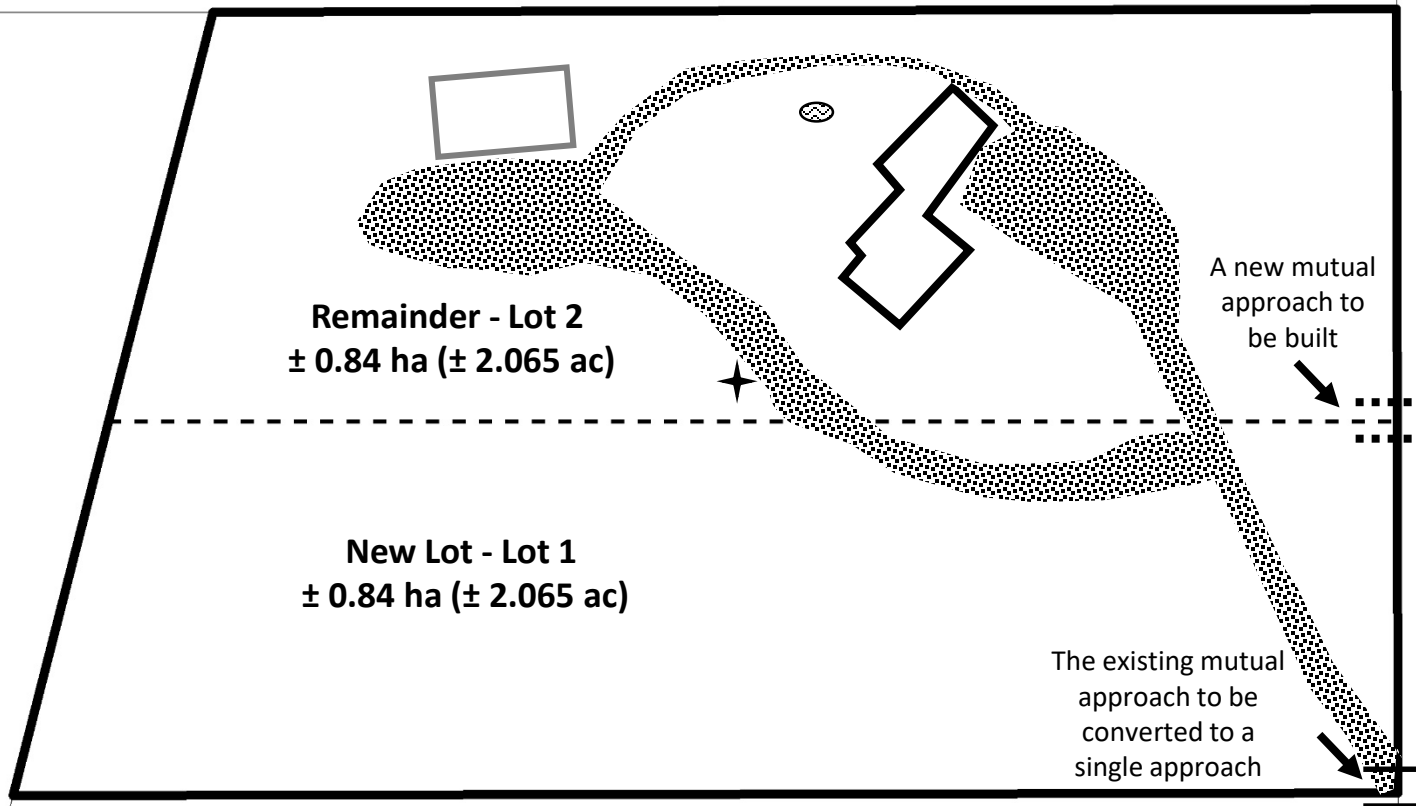 Remainder - Lot 2
± 0.84 ha (± 2.065 ac)
A new mutual
approach to
be built
New Lot - Lot 1
± 0.84 ha (± 2.065 ac)
The existing mutual
approach to be
converted to a
single approach